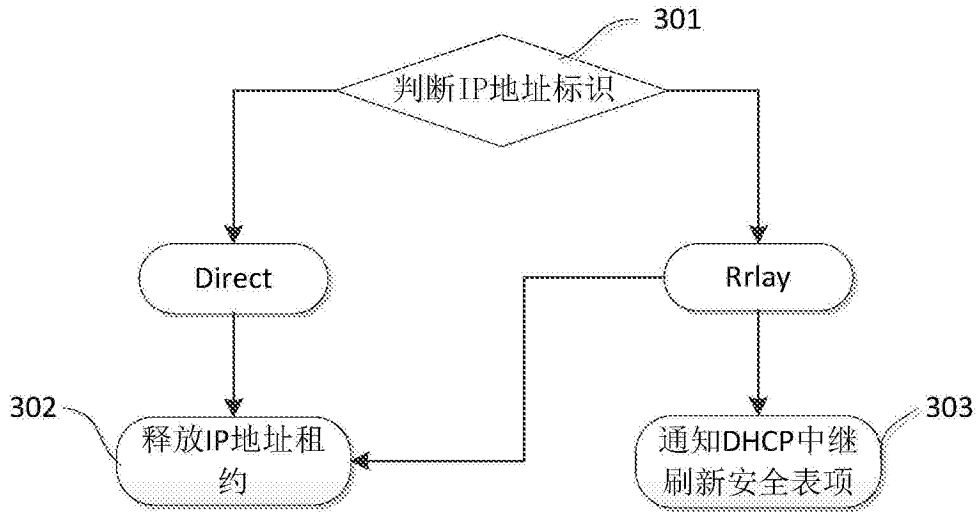 301
判断IP地址标识
Direct
Rrlay
302
释放IP地址租
约
303
通知DHCP中继
刷新安全表项